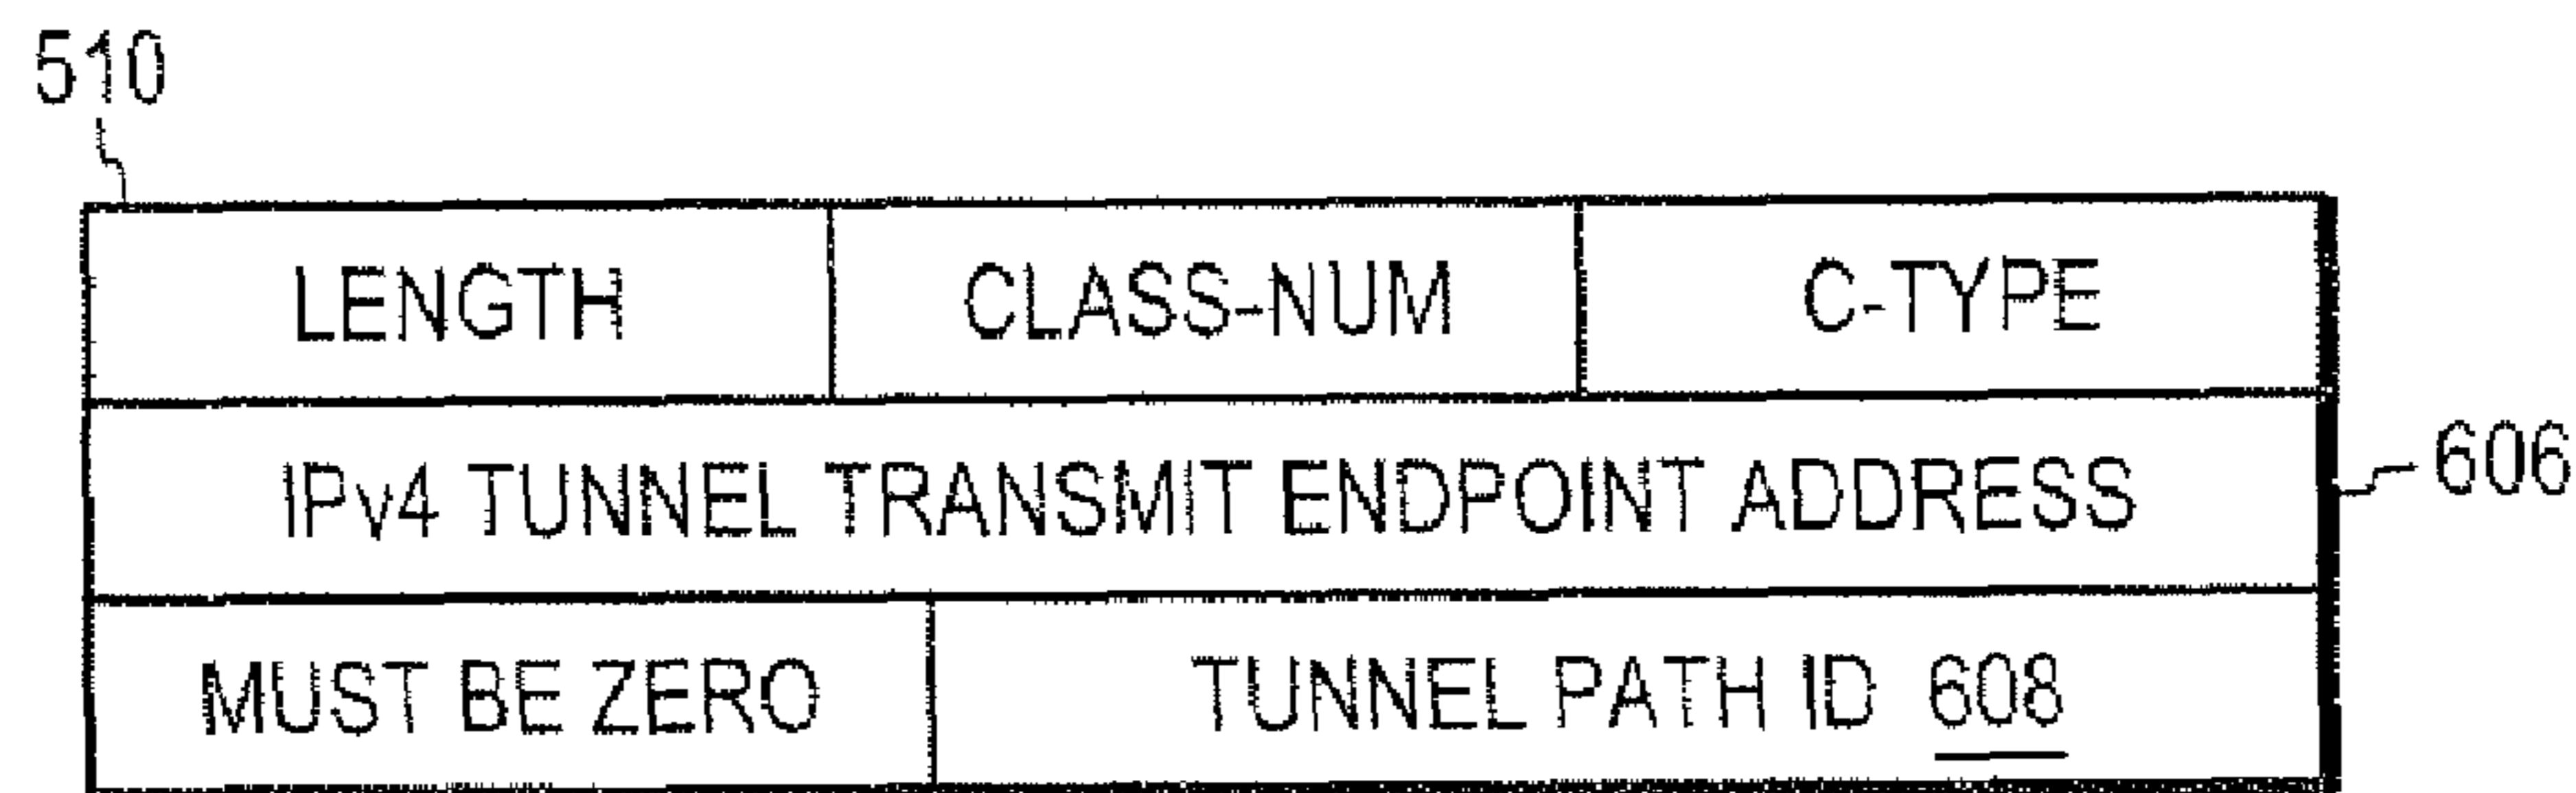 510
LENGTH CLASS-NUM C-TYPE
IPv4 TUNNEL TRANSMIT ENDPOINT ADDRESS 606
MUST BE ZERO TUNNEL PATH ID 608